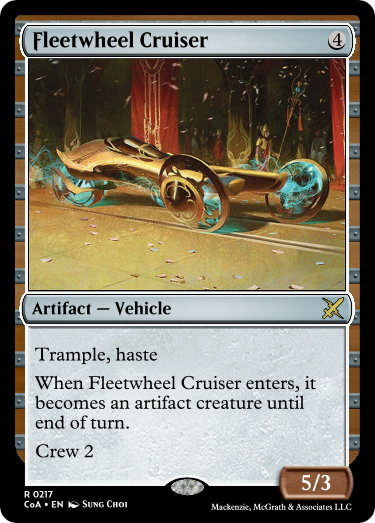 Fleetwheel Cruiser 4
Artifact — Vehicle
Trample, haste
When Fleetwheel Cruiser enters, it
becomes an artifact creature until
end of turn.
Crew 2
5/3
R 0217
CoA • EN Sung Choi
Mackenzie, McGrath & Associates LLC